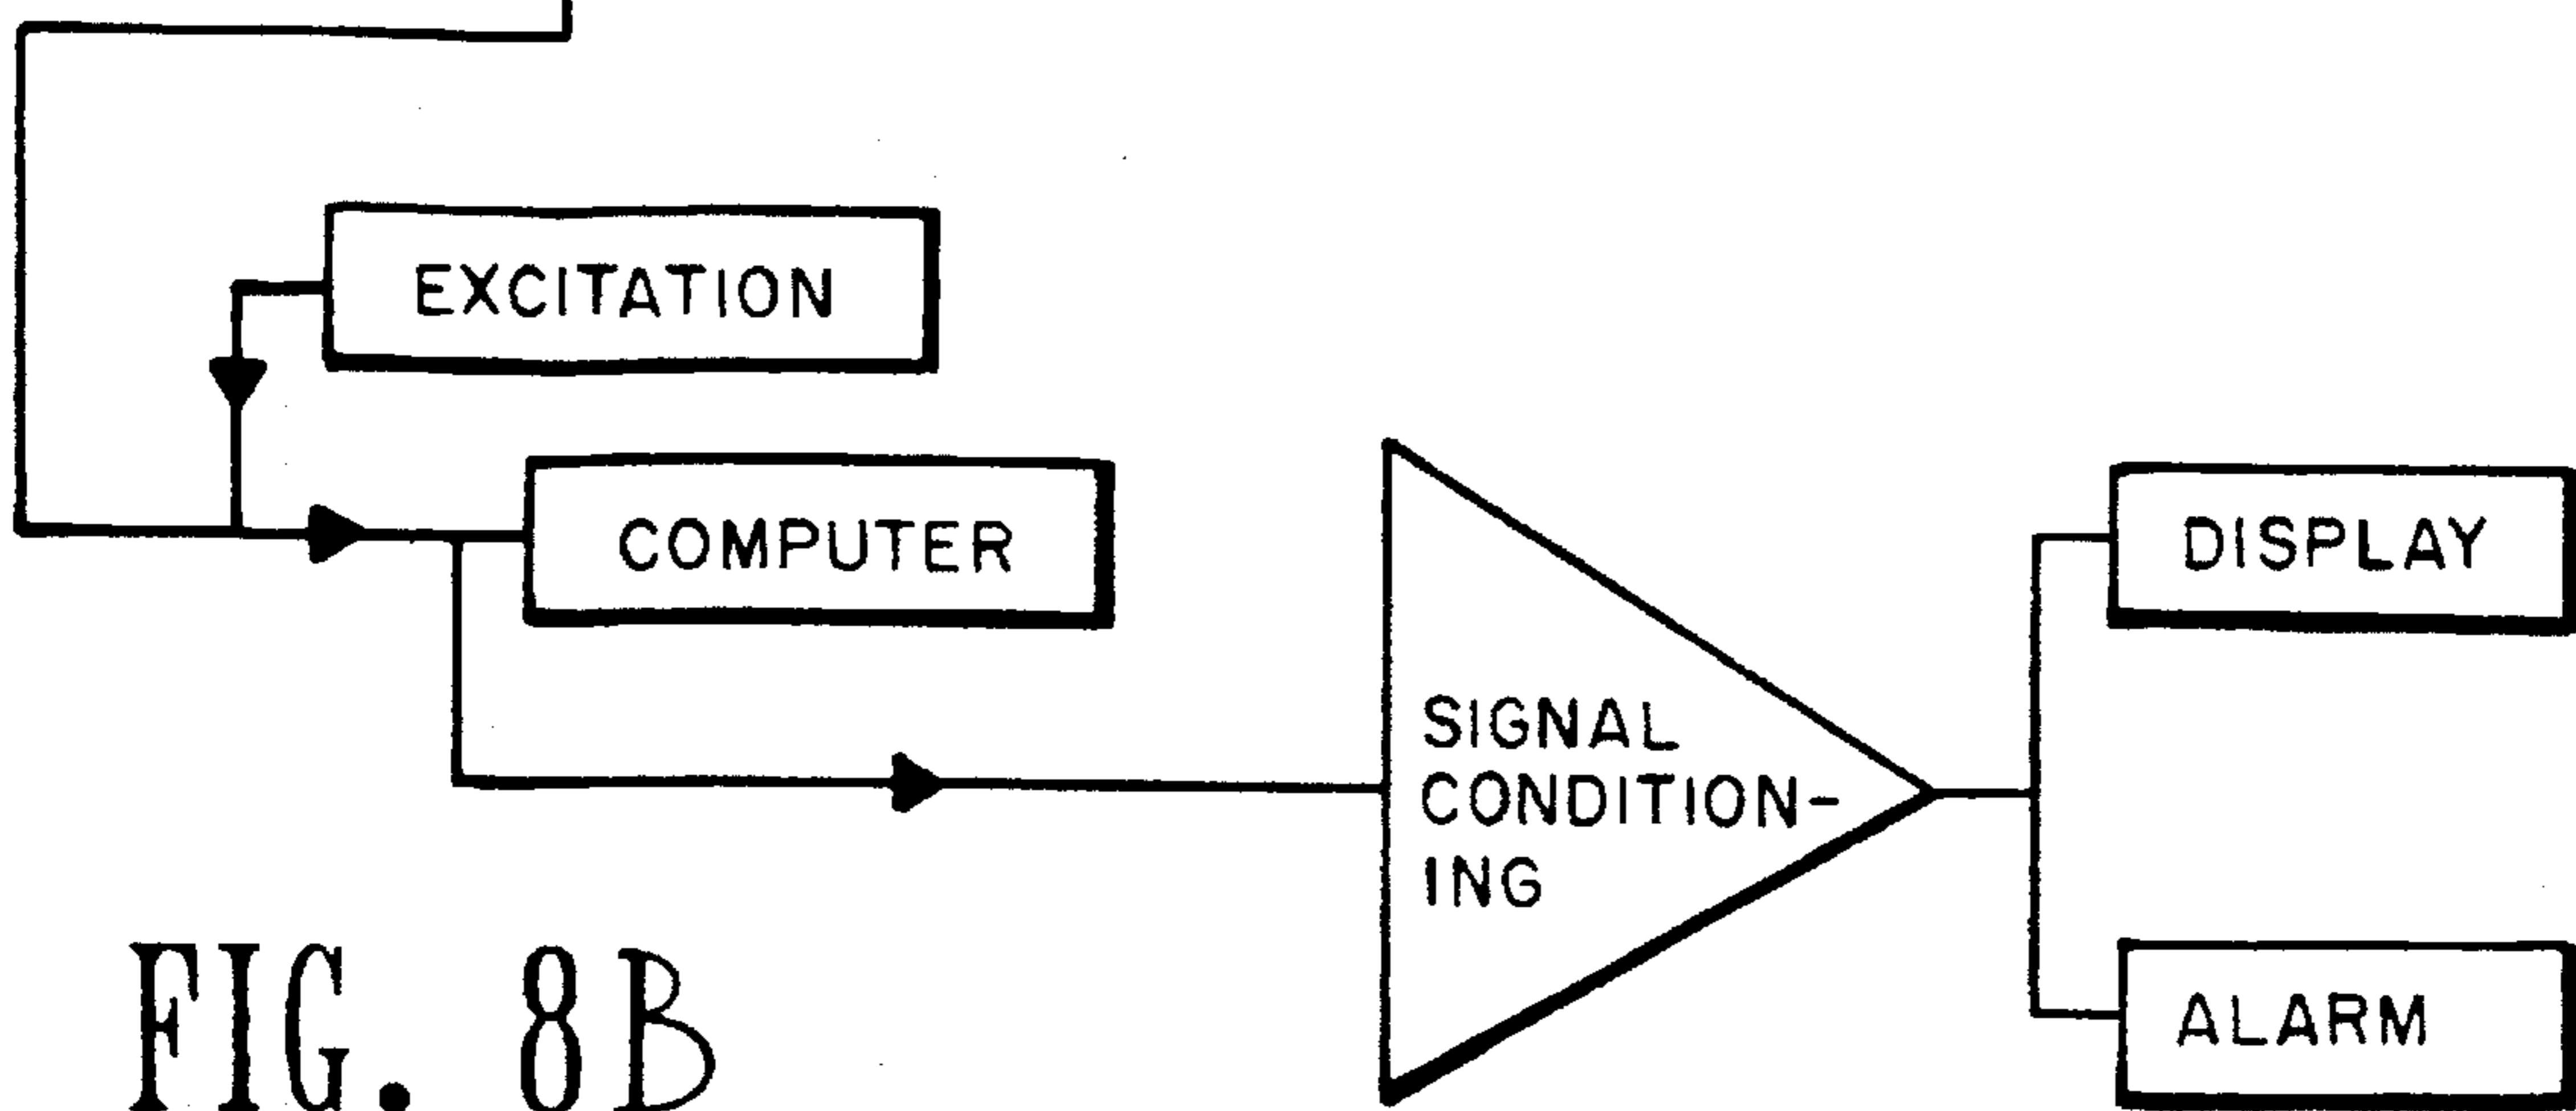 EXCITATION
COMPUTER
SIGNAL
CONDITION-
ING
DISPLAY
ALARM
FIG. 8B